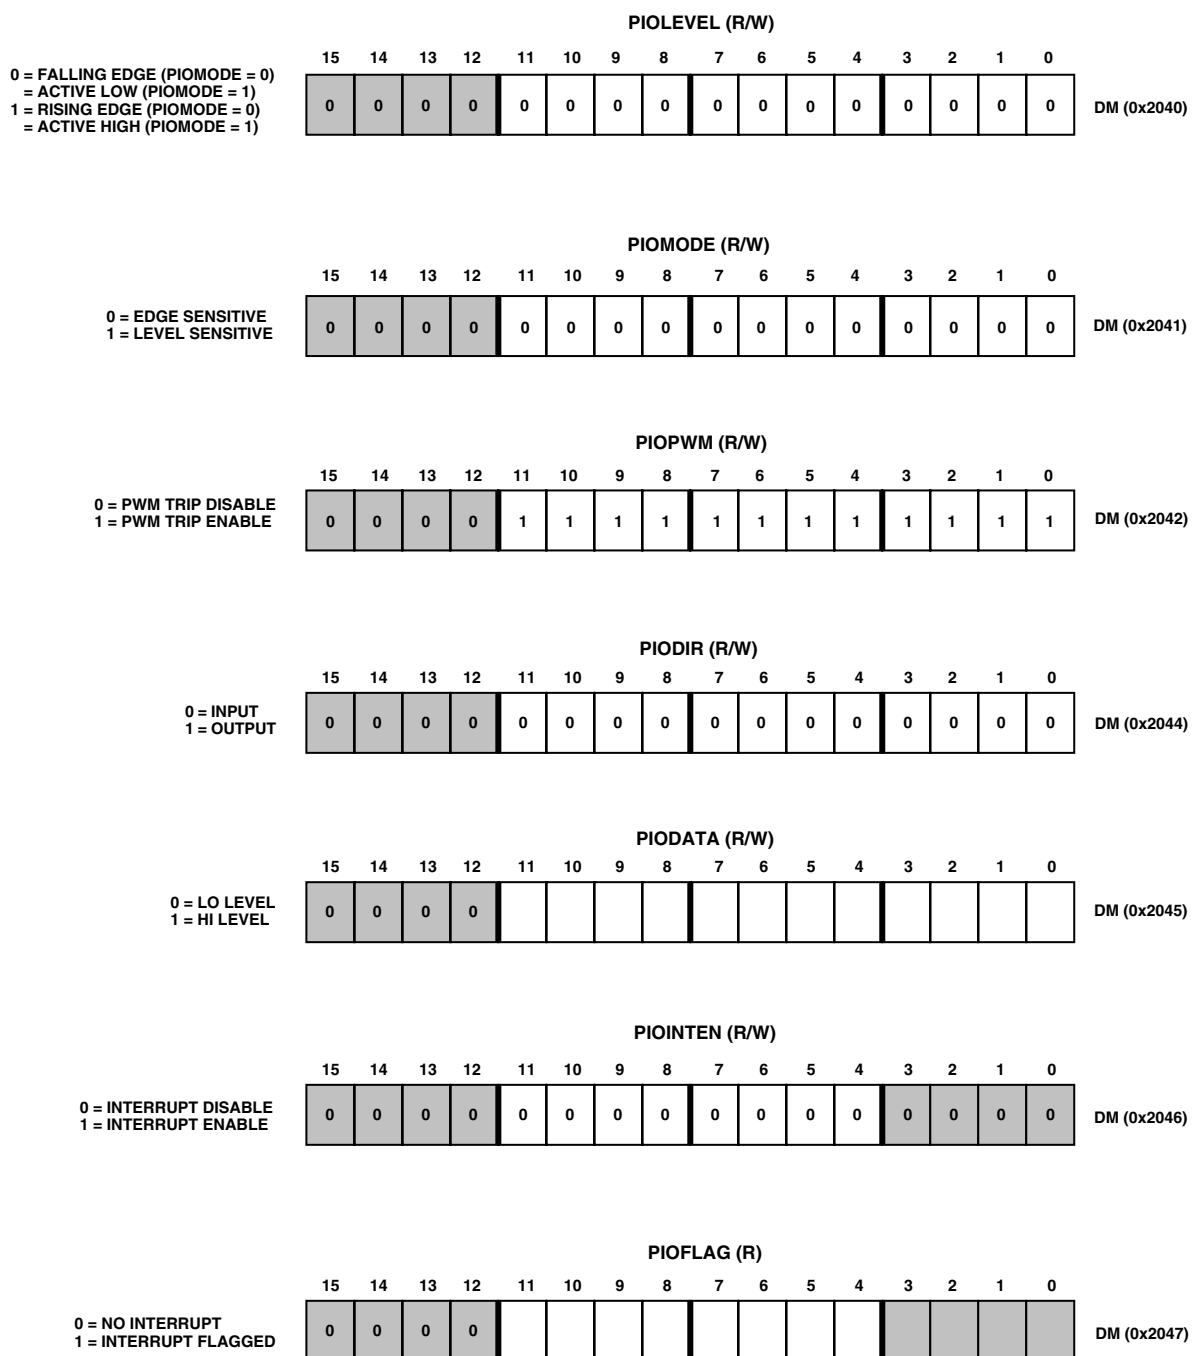 PIOLEVEL (R/W)
15 14 13 12 11 10 9 8 7 6 5 4 3 2 1 0
0 = FALLING EDGE (PIOMODE = 0)
= ACTIVE LOW (PIOMODE = 1)
1 = RISING EDGE (PIOMODE = 0)
= ACTIVE HIGH (PIOMODE = 1)
0 0 0 0 0 0 0 0 0 0 0 0 0 0 0 0
DM (0x2040)
PIOMODE (R/W)
15 14 13 12 11 10 9 8 7 6 5 4 3 2 1 0
0 = EDGE SENSITIVE
1 = LEVEL SENSITIVE
0 0 0 0 0 0 0 0 0 0 0 0 0 0 0 0
DM (0x2041)
PIOPWM (R/W)
15 14 13 12 11 10 9 8 7 6 5 4 3 2 1 0
0 = PWM TRIP DISABLE
1 = PWM TRIP ENABLE
0 0 0 0 1 1 1 1 1 1 1 1 1 1 1 1
DM (0x2042)
PIODIR (R/W)
15 14 13 12 11 10 9 8 7 6 5 4 3 2 1 0
0 = INPUT
1 = OUTPUT
0 0 0 0 0 0 0 0 0 0 0 0 0 0 0 0
DM (0x2044)
PIODATA (R/W)
15 14 13 12 11 10 9 8 7 6 5 4 3 2 1 0
0 = LO LEVEL
1 = HI LEVEL
0 0 0 0
DM (0x2045)
PIOINTEN (R/W)
15 14 13 12 11 10 9 8 7 6 5 4 3 2 1 0
0 = INTERRUPT DISABLE
1 = INTERRUPT ENABLE
0 0 0 0 0 0 0 0 0 0 0 0 0 0 0 0
DM (0x2046)
PIOFLAG (R)
15 14 13 12 11 10 9 8 7 6 5 4 3 2 1 0
0 = NO INTERRUPT
1 = INTERRUPT FLAGGED
0 0 0 0
DM (0x2047)